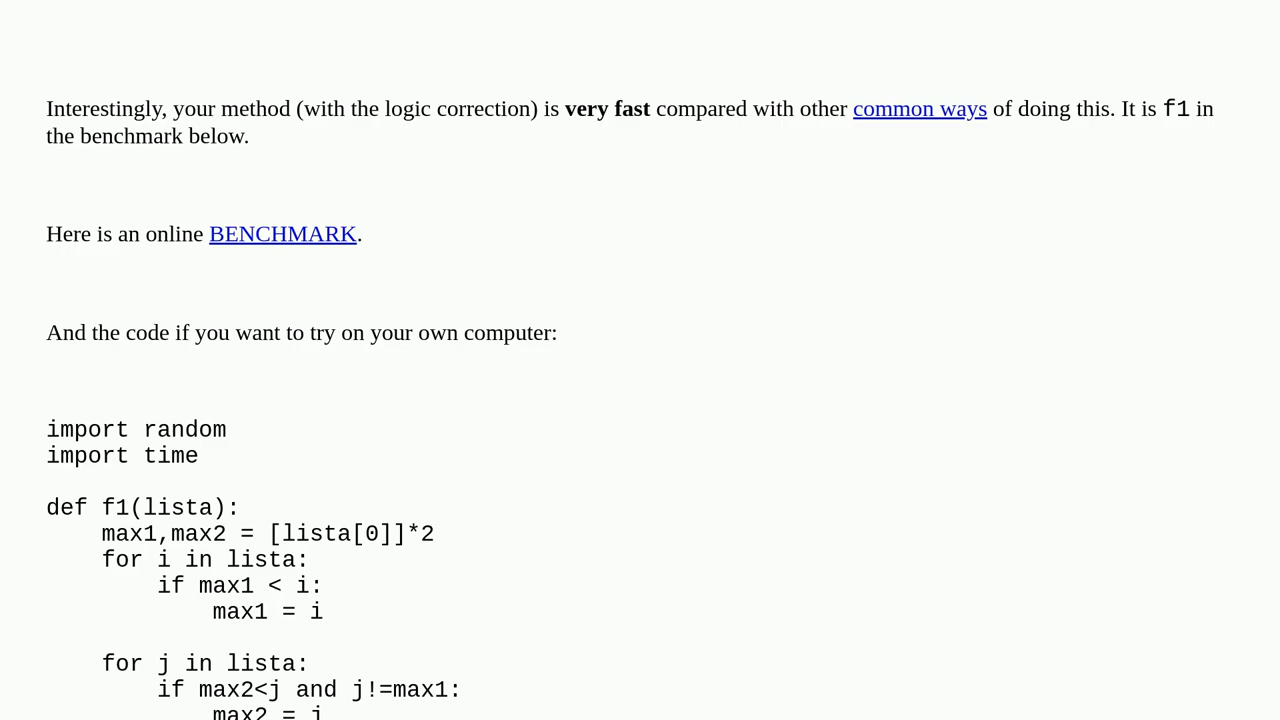 Interestingly, your method (with the logic correction) is very fast compared with other common ways of doing this. It is f1 in
the benchmark below.
Here is an online BENCHMARK.
And the code if you want to try on your own computer:
import random
import time
def f1(lista):
    max1,max2 = [lista[0]]*2
    for i in lista:
        if max1 < i:
            max1 = i
    for j in lista:
        if max2<j and j!=max1:
            max2 = j